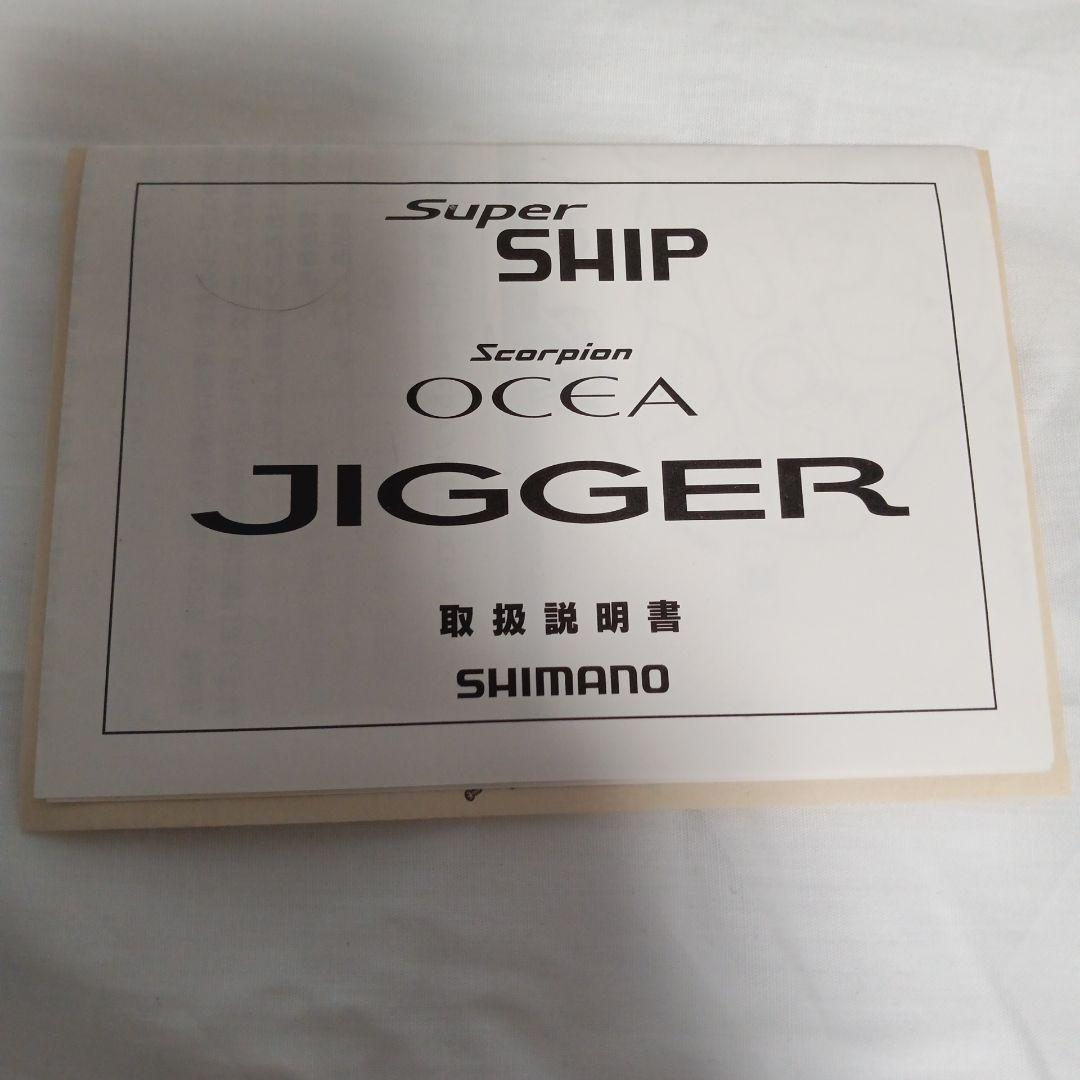 Super
SHIP
Scorpion
OCEA
JIGGER
取扱説明書
SHIMANO